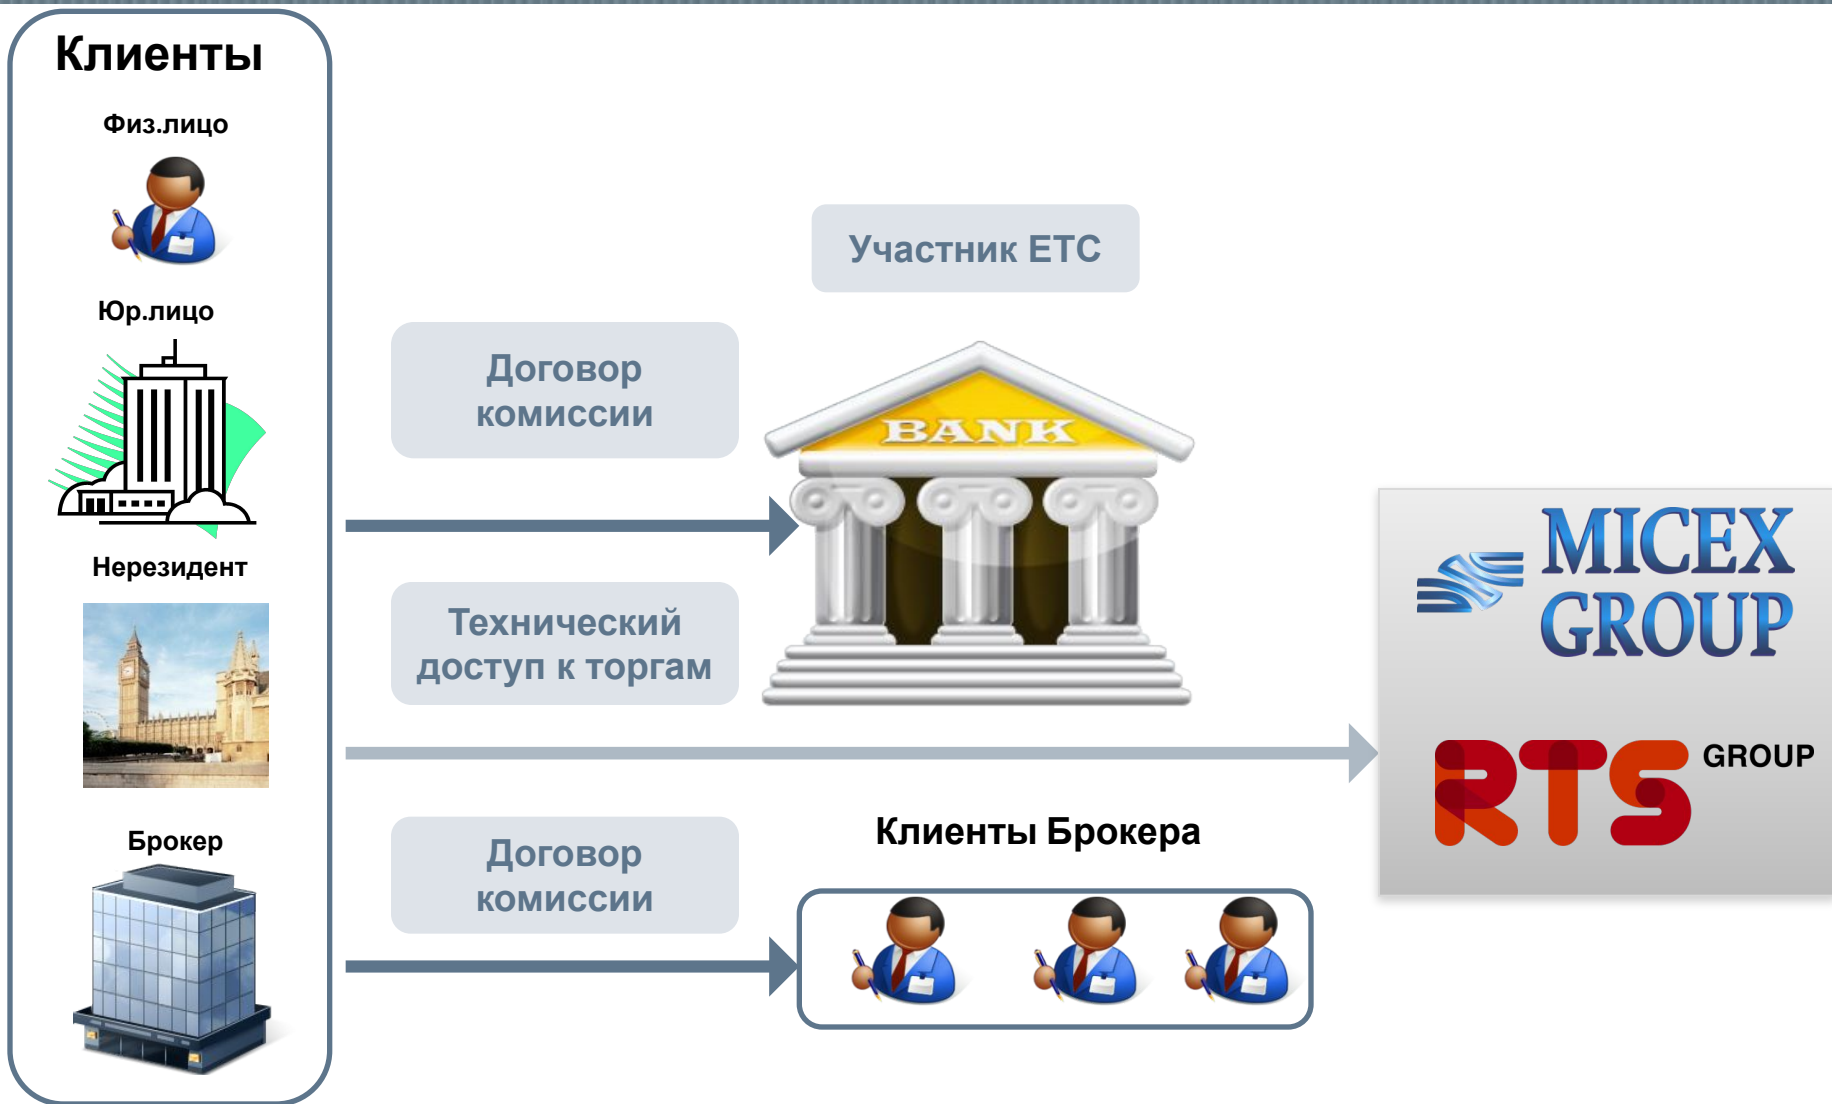 Клиенты
Физ.лицо
Юр.лицо
Нерезидент
Брокер
Участник ЕТС
Договор
комиссии
BANK
Технический
доступ к торгам
Договор
комиссии
Клиенты Брокера
MICEX
GROUP
RTS GROUP